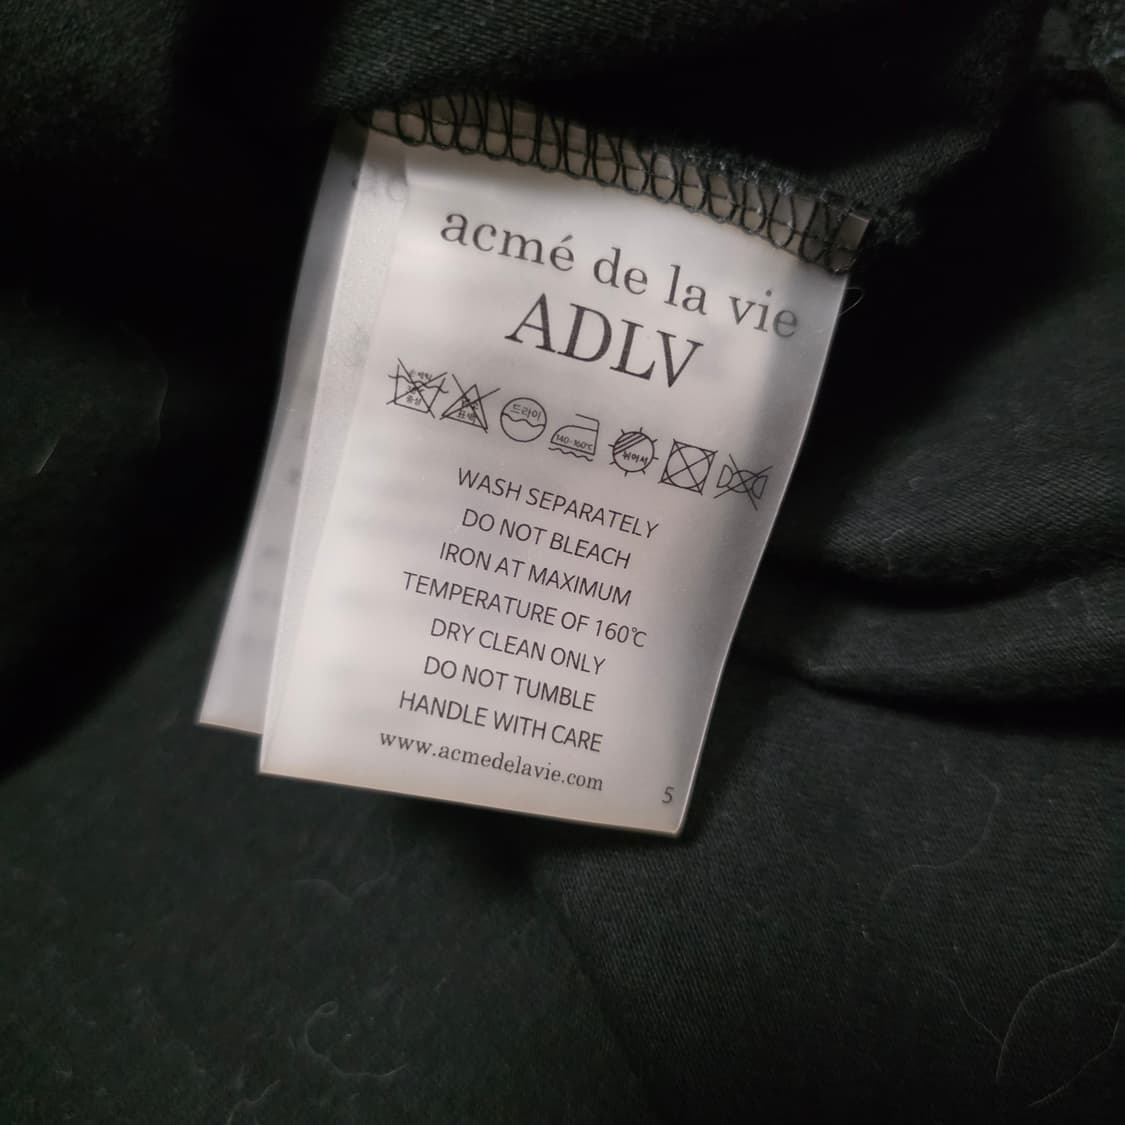 acmé de la vie
ADLV
드라이 140-160℃ 뉘어서
WASH SEPARATELY
DO NOT BLEACH
IRON AT MAXIMUM
TEMPERATURE OF 160℃
DRY CLEAN ONLY
DO NOT TUMBLE
HANDLE WITH CARE
www.acmedelavie.com
5